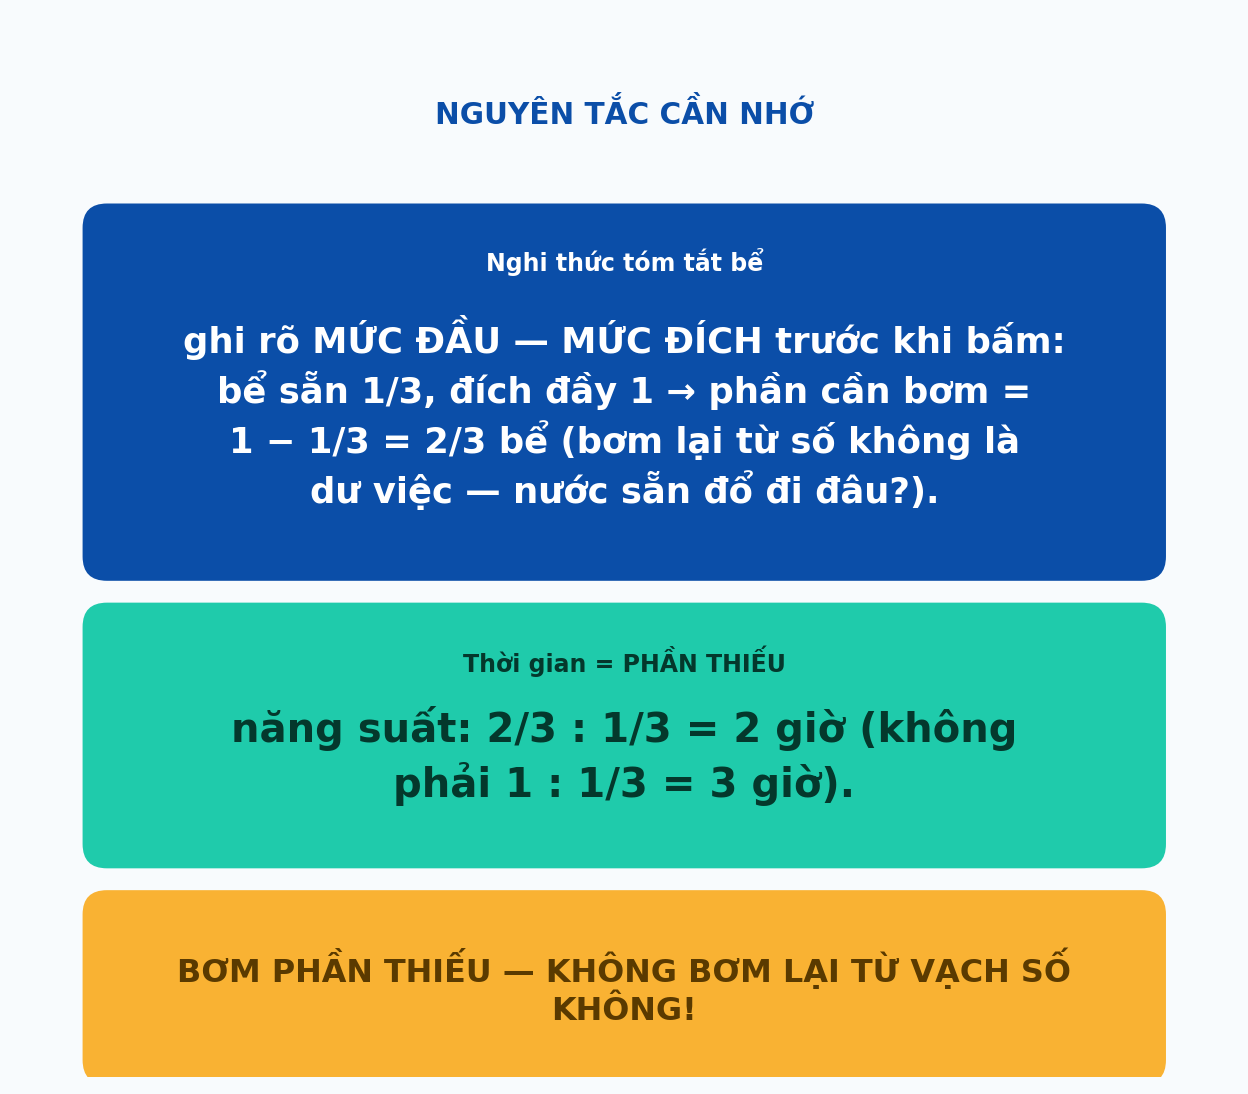 NGUYÊN TẮC CẦN NHỚ
Nghi thức tóm tắt bể
ghi rõ MỨC ĐẦU — MỨC ĐÍCH trước khi bấm:
bể sẵn 1/3, đích đầy 1 → phần cần bơm =
1 − 1/3 = 2/3 bể (bơm lại từ số không là
dư việc — nước sẵn đổ đi đâu?).
Thời gian = PHẦN THIẾU
năng suất: 2/3 : 1/3 = 2 giờ (không
phải 1 : 1/3 = 3 giờ).
BƠM PHẦN THIẾU — KHÔNG BƠM LẠI TỪ VẠCH SỐ
KHÔNG!